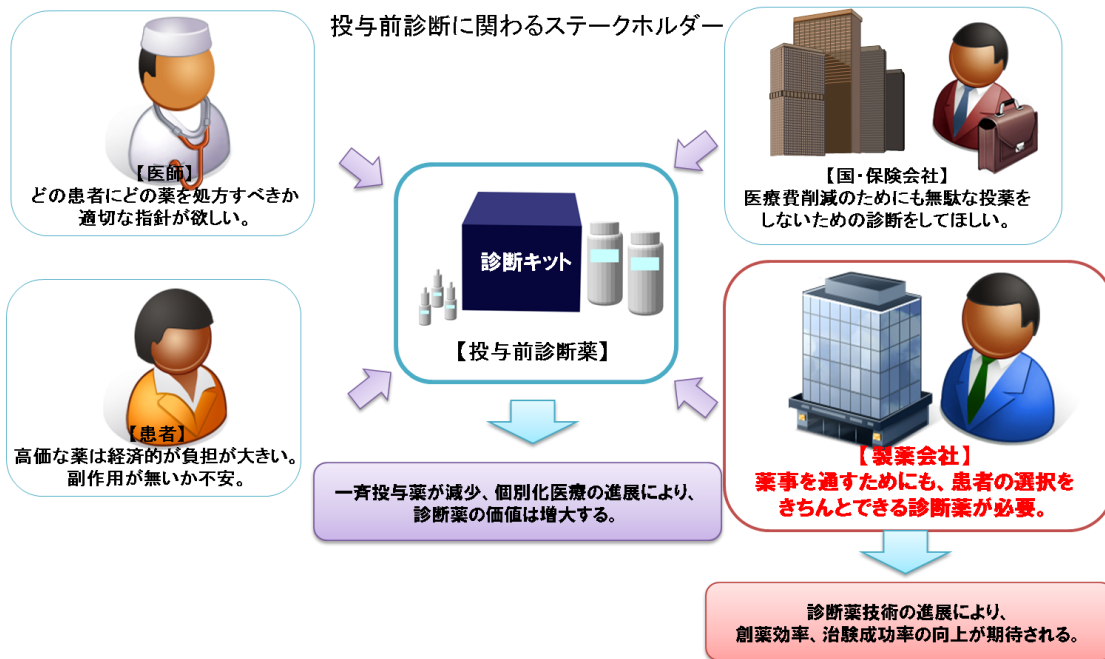 投与前診断に関わるステークホルダー
【医師】
どの患者にどの薬を処方すべきか
適切な指針が欲しい。
【国・保険会社】
医療費削減のためにも無駄な投薬を
しないための診断をしてほしい。
診断キット
【投与前診断薬】
【患者】
高価な薬は経済的が負担が大きい。
副作用が無いか不安。
【製薬会社】
薬事を通すためにも、患者の選択を
きちんとできる診断薬が必要。
一斉投与薬が減少、個別化医療の進展により、
診断薬の価値は増大する。
診断薬技術の進展により、
創薬効率、治験成功率の向上が期待される。